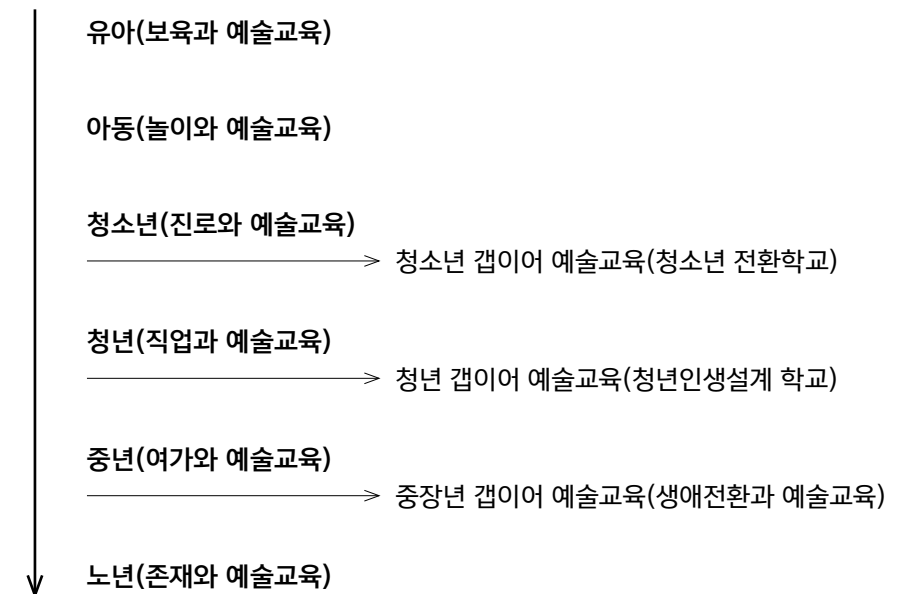 유아(보육과 예술교육)
아동(놀이와 예술교육)
청소년(진로와 예술교육)
청소년 갭이어 예술교육(청소년 전환학교)
청년(직업과 예술교육)
청년 갭이어 예술교육(청년인생설계 학교)
중년(여가와 예술교육)
중장년 갭이어 예술교육(생애전환과 예술교육)
노년(존재와 예술교육)